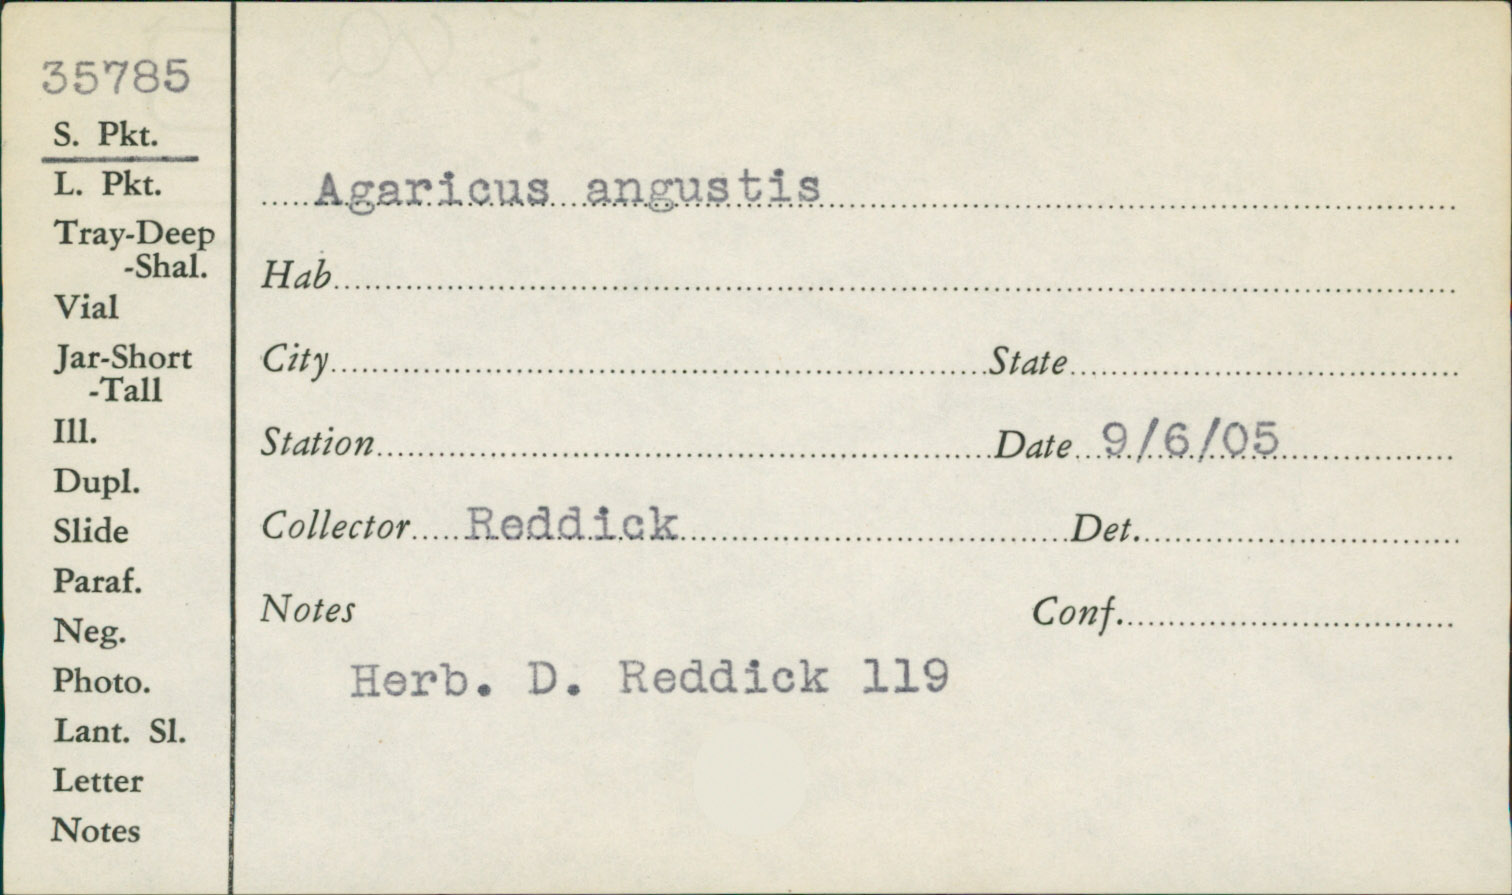 35785
S. Pkt.
L. Pkt.
Tray-Deep
-Shal.
Vial
Jar-Short
-Tall
Ill.
Dupl.
Slide
Paraf.
Neg.
Photo.
Lant. Sl.
Letter
Notes
Agaricus angustis
Hab
City State
Station Date 9/6/05
Collector Reddick Det.
Notes Conf.
Herb. D. Reddick 119